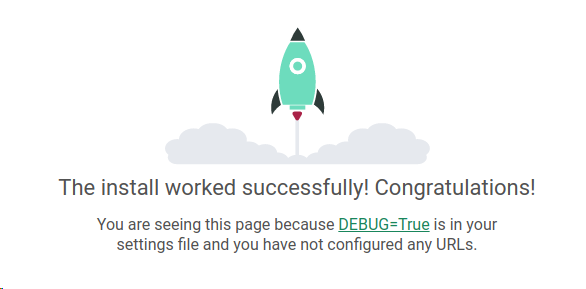 The install worked successfully! Congratulations!
You are seeing this page because DEBUG=True is in your
settings file and you have not configured any URLs.